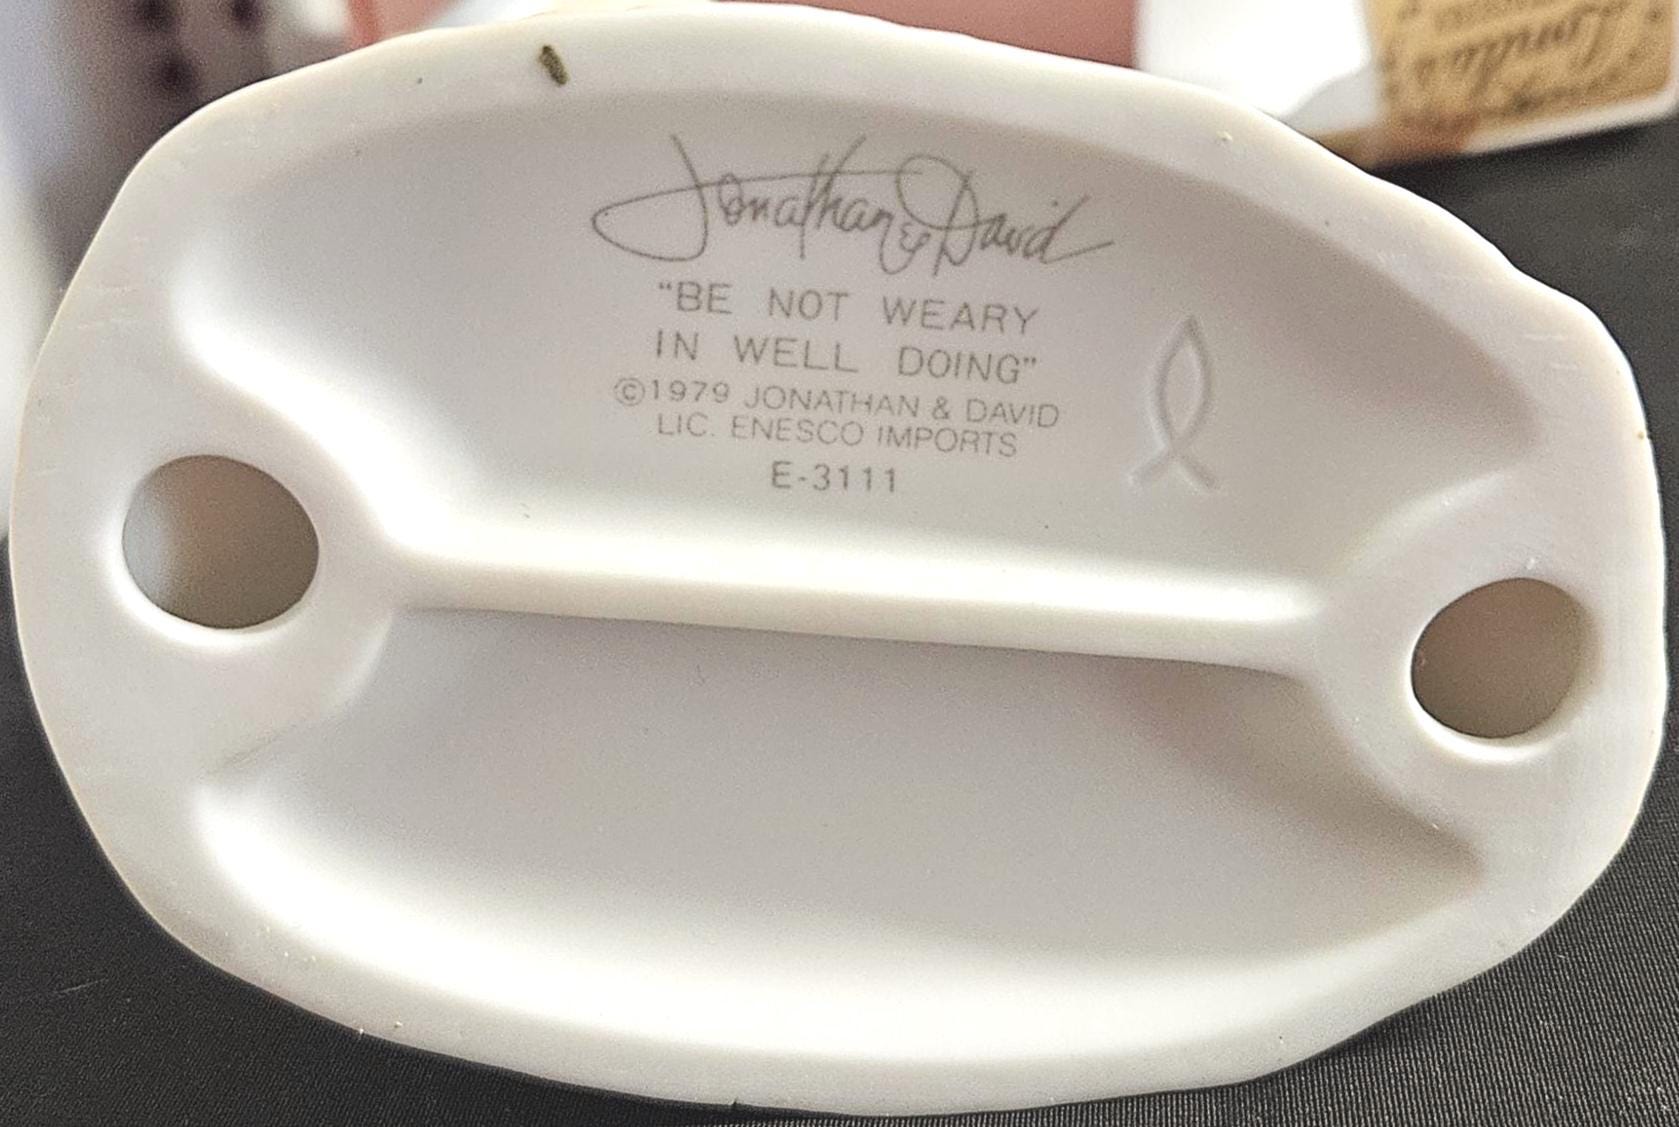 Jonathan & David
“BE NOT WEARY
IN WELL DOING”
©1979 JONATHAN & DAVID
LIC. ENESCO IMPORTS
E-3111